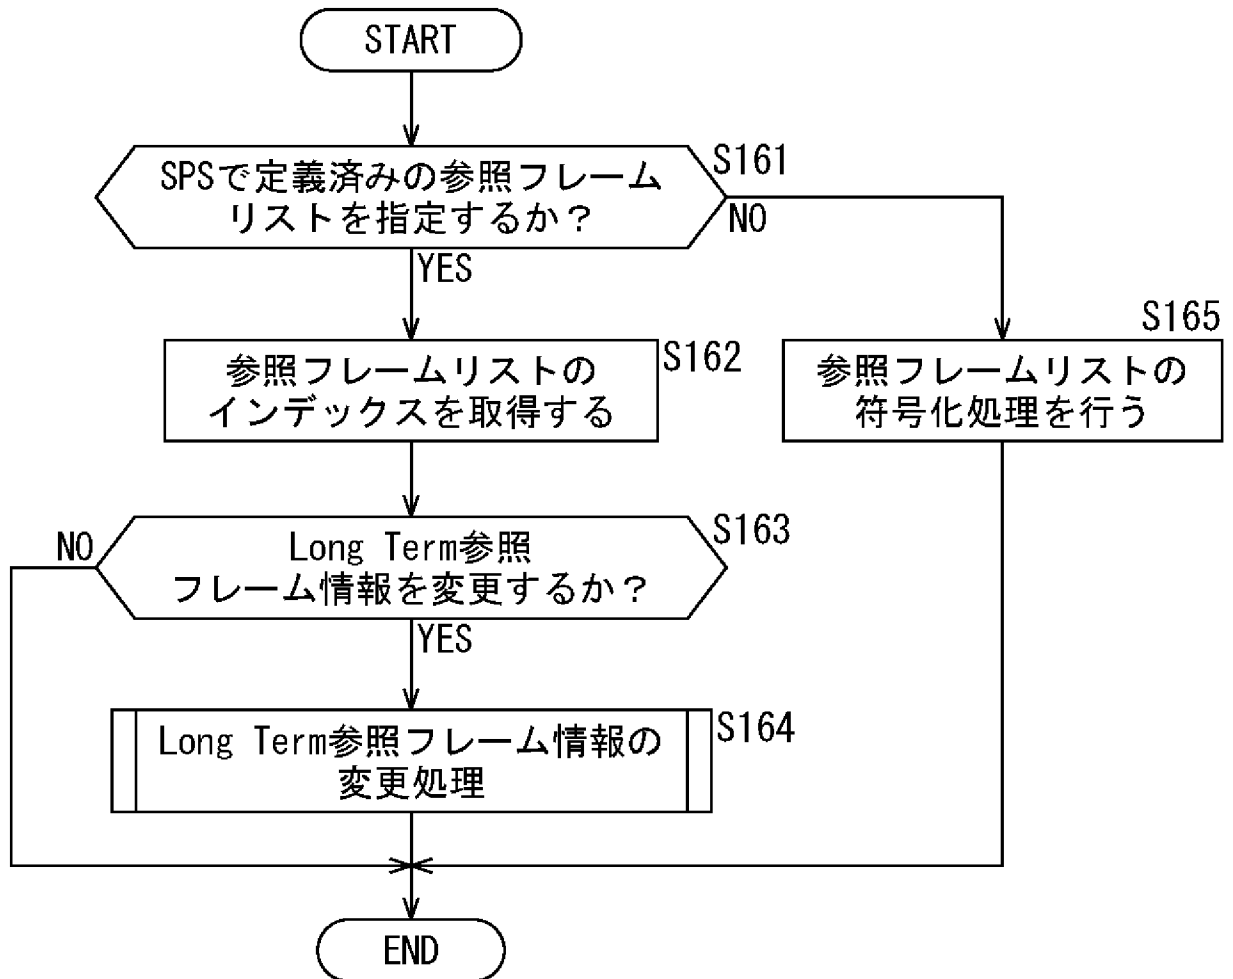 START
SPSで定義済みの参照フレーム
リストを指定するか？
S161
NO
YES
参照フレームリストの
インデックスを取得する
S162
S165
参照フレームリストの
符号化処理を行う
NO
Long Term参照
フレーム情報を変更するか？
S163
YES
Long Term参照フレーム情報の
変更処理
S164
END